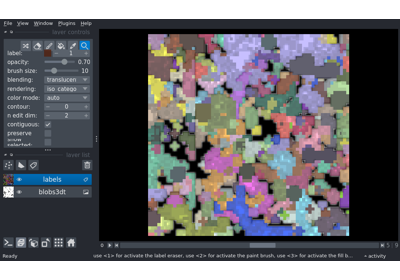 File View Window Plugins Help
layer controls
label: 1
opacity: 0.70
brush size: 10
blending: translucen
rendering: iso_catego
color mode: auto
contour: 0
n edit dim: 2
contiguous:
preserve
selected:
layer list
labels
blobs3dt
Ready
use <1> for activate the label eraser, use <2> for activate the paint brush, use <3> for activate the fill b...
activity